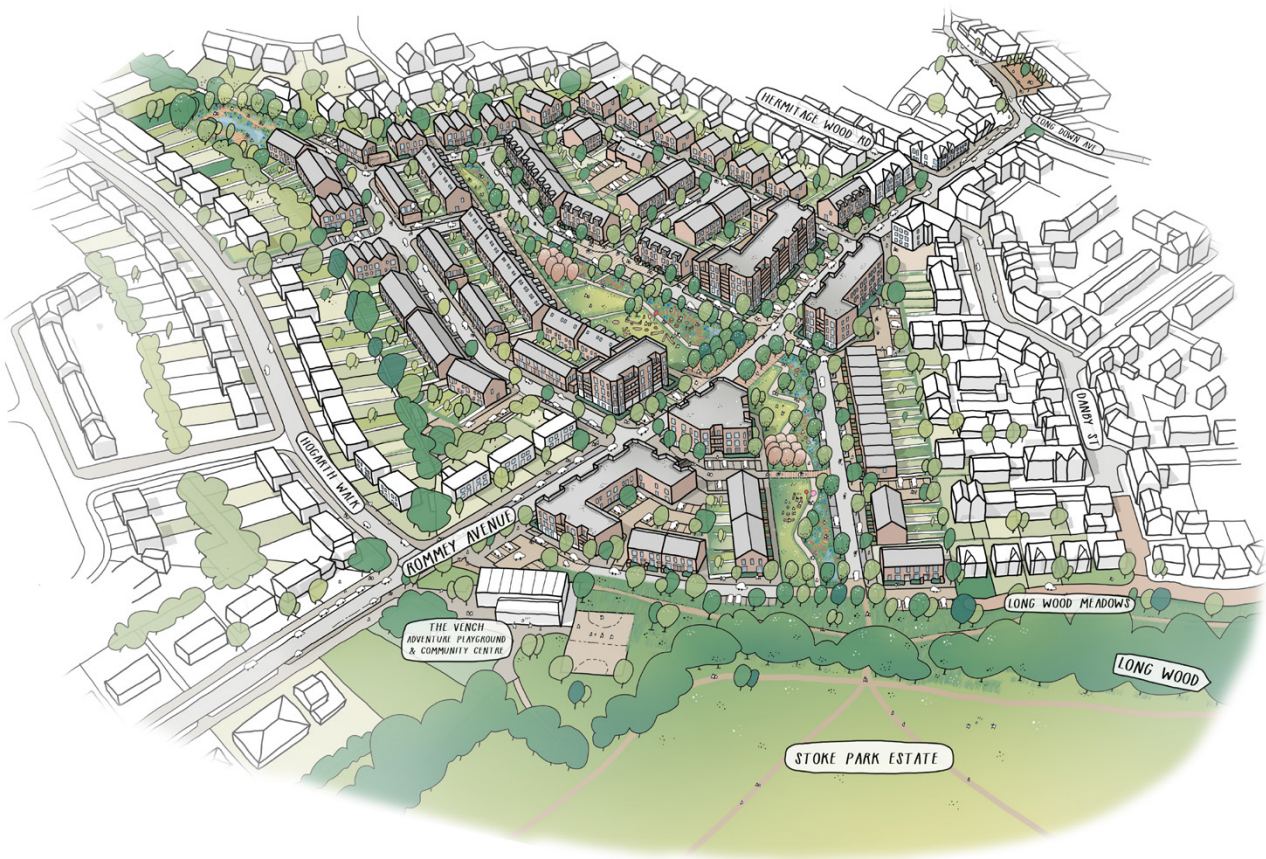 HERMITAGE WOOD RD
LONG DOWN AVE
DANBY ST
HOGARTH WALK
ROMMEY AVENUE
LONG WOOD MEADOWS
THE VENCH
ADVENTURE PLAYGROUND
& COMMUNITY CENTRE
LONG WOOD
STOKE PARK ESTATE